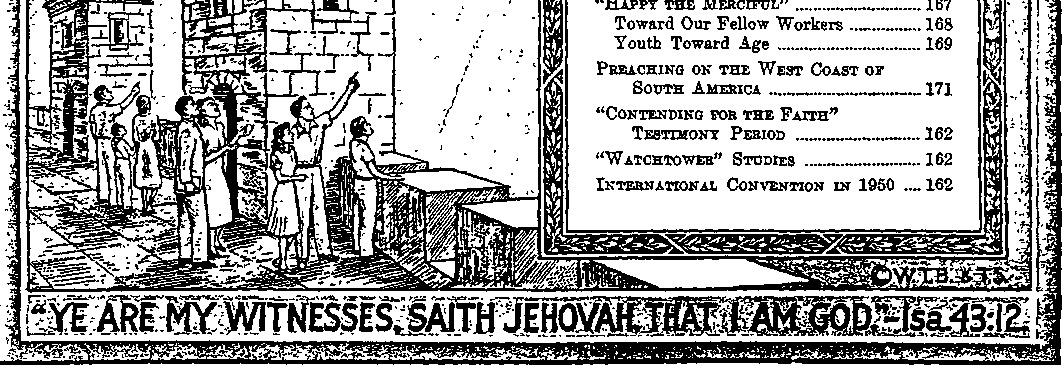 "HAPPY THE MERCIFUL" ........................ 167
Toward Our Fellow Workers ............... 168
Youth Toward Age ........................... 169
PREACHING ON THE WEST COAST OF
SOUTH AMERICA ............................. 171
"CONTENDING FOR THE FAITH"
TESTIMONY PERIOD ........................ 162
"WATCHTOWER" STUDIES ...................... 162
INTERNATIONAL CONVENTION IN 1950 .... 162
©W.T.B.&T.S.
"YE ARE MY WITNESSES, SAITH JEHOVAH, THAT I AM GOD."-Isa.43:12.